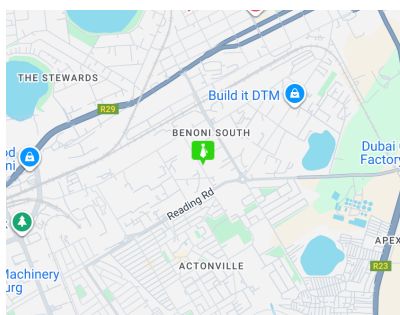 THE STEWARDS
Build it DTM
R29
BENONI SOUTH
Dubai
Factory
Reading Rd
APEX
ACTONVILLE
R23
Machinery
urg